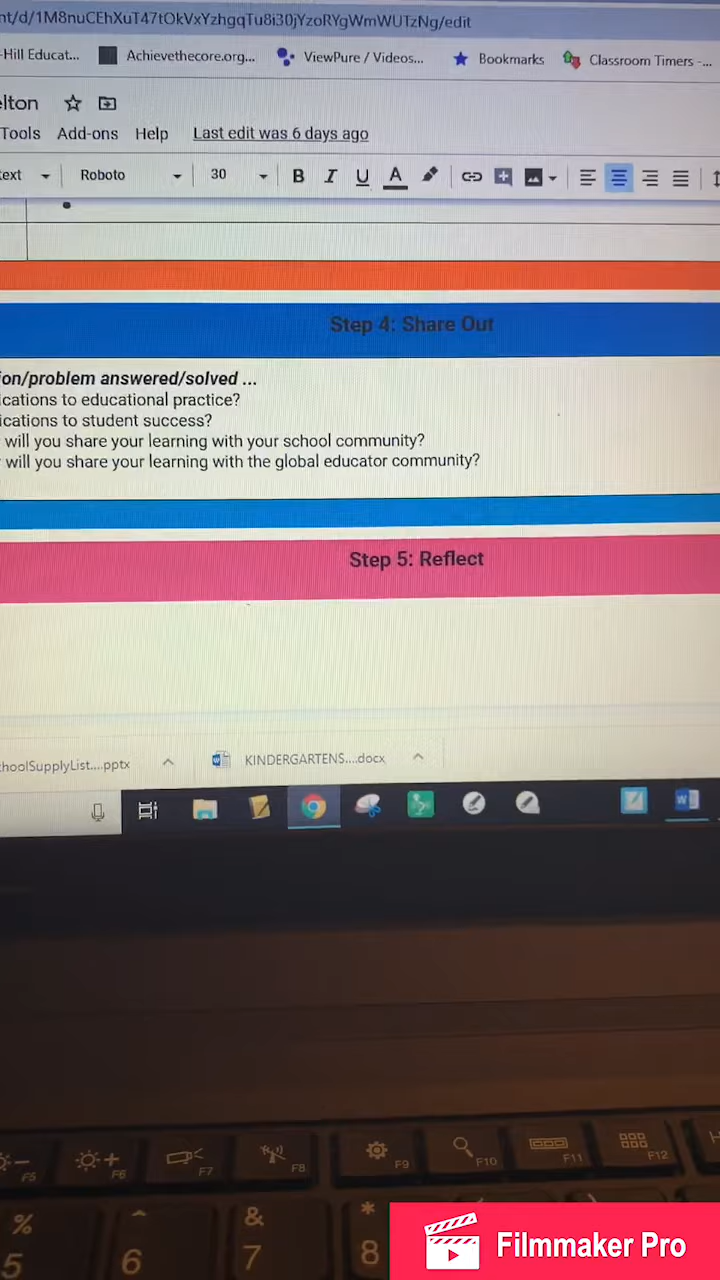 nt/d/1M8nuCEhXuT47tOkVxYzhgqTu8i30jYzoRYgWmWUTzNg/edit
-Hill Educat... Achievethecore.org... ViewPure / Videos... Bookmarks Classroom Timers -...
elton
Tools Add-ons Help Last edit was 6 days ago
ext Roboto 30 B I U A
Step 4: Share Out
ion/problem answered/solved ...
ications to educational practice?
ications to student success?
will you share your learning with your school community?
will you share your learning with the global educator community?
Step 5: Reflect
hoolSupplyList....pptx KINDERGARTENS....docx
F5 F6 F7 F8 F9 F10 F11 F12
% ^ & *
5 6 7 8
Filmmaker Pro